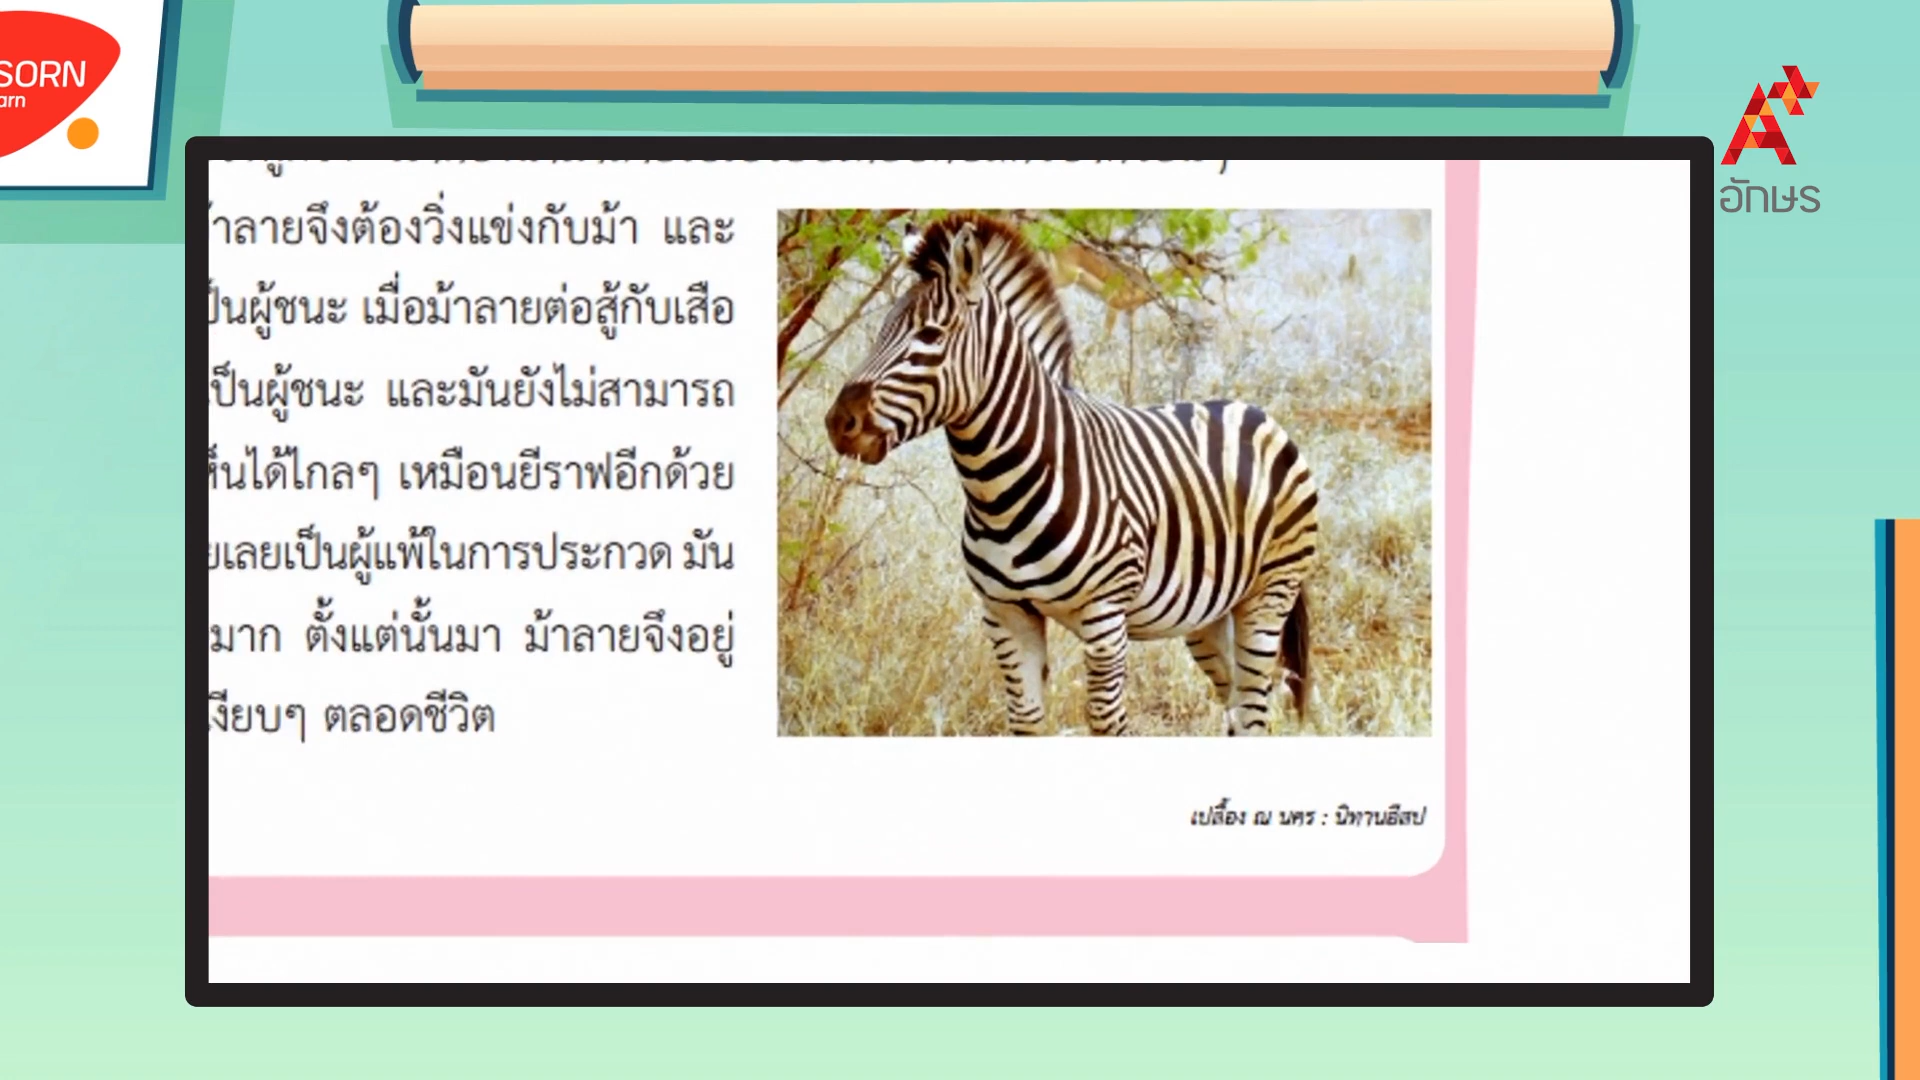 SORN
arn
อักษร
ม้าลายจึงต้องวิ่งแข่งกับม้า และ
เป็นผู้ชนะ เมื่อม้าลายต่อสู้กับเสือ
เป็นผู้ชนะ และมันยังไม่สามารถ
เห็นได้ไกลๆ เหมือนยีราฟอีกด้วย
ยเลยเป็นผู้แพ้ในการประกวด มัน
มาก ตั้งแต่นั้นมา ม้าลายจึงอยู่
เงียบๆ ตลอดชีวิต
เปลื้อง ณ นคร : นิทานอีสป